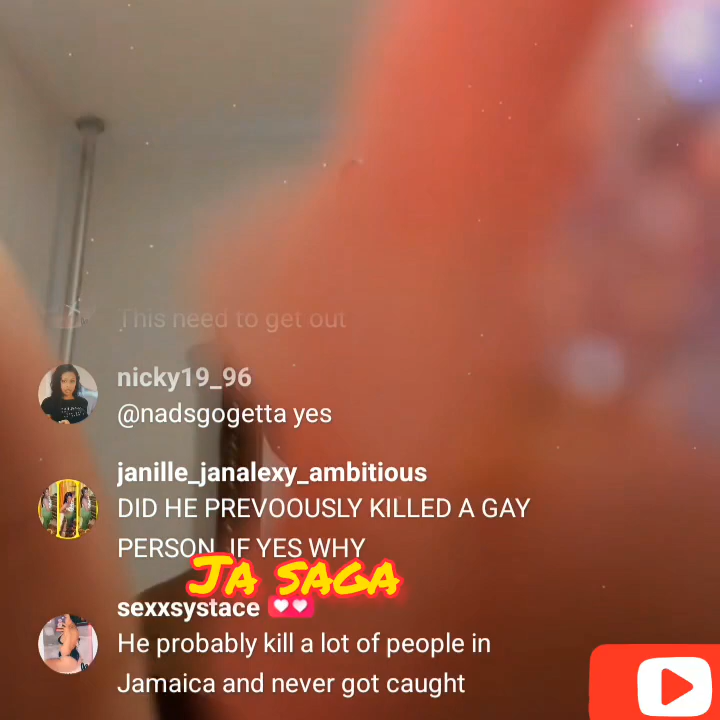 This need to get out
nicky19_96
@nadsgogetta yes
janille_janalexy_ambitious
DID HE PREVOOUSLY KILLED A GAY
PERSON IF YES WHY
JA SAGA
sexxsystace
He probably kill a lot of people in
Jamaica and never got caught